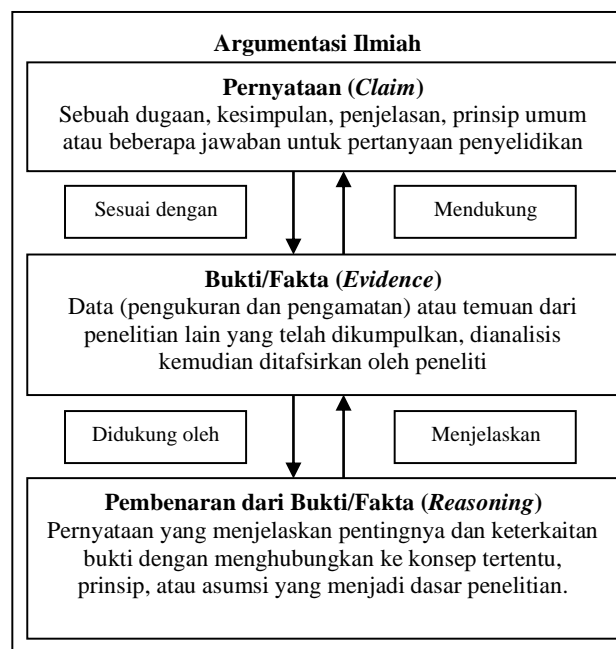 Argumentasi Ilmiah
Pernyataan (Claim)
Sebuah dugaan, kesimpulan, penjelasan, prinsip umum
atau beberapa jawaban untuk pertanyaan penyelidikan
Sesuai dengan
Mendukung
Bukti/Fakta (Evidence)
Data (pengukuran dan pengamatan) atau temuan dari
penelitian lain yang telah dikumpulkan, dianalisis
kemudian ditafsirkan oleh peneliti
Didukung oleh
Menjelaskan
Pembenaran dari Bukti/Fakta (Reasoning)
Pernyataan yang menjelaskan pentingnya dan keterkaitan
bukti dengan menghubungkan ke konsep tertentu,
prinsip, atau asumsi yang menjadi dasar penelitian.